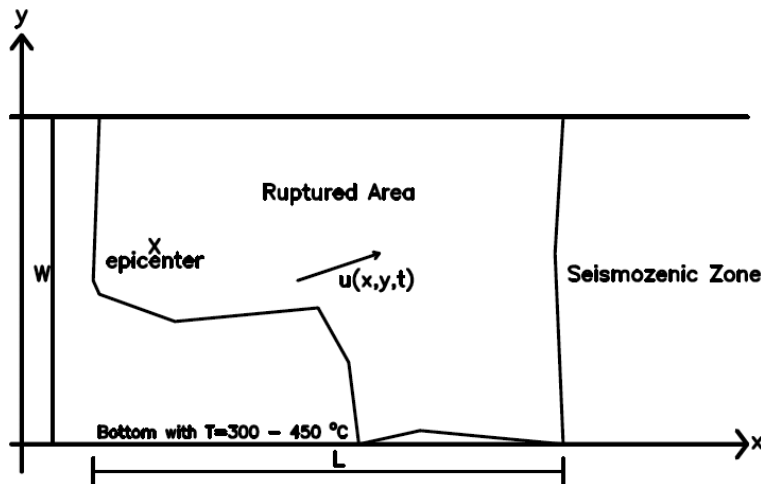 y
Ruptured Area
X
epicenter
W
u(x,y,t)
Seismozenic Zone
Bottom with T=300 - 450 °C
x
L